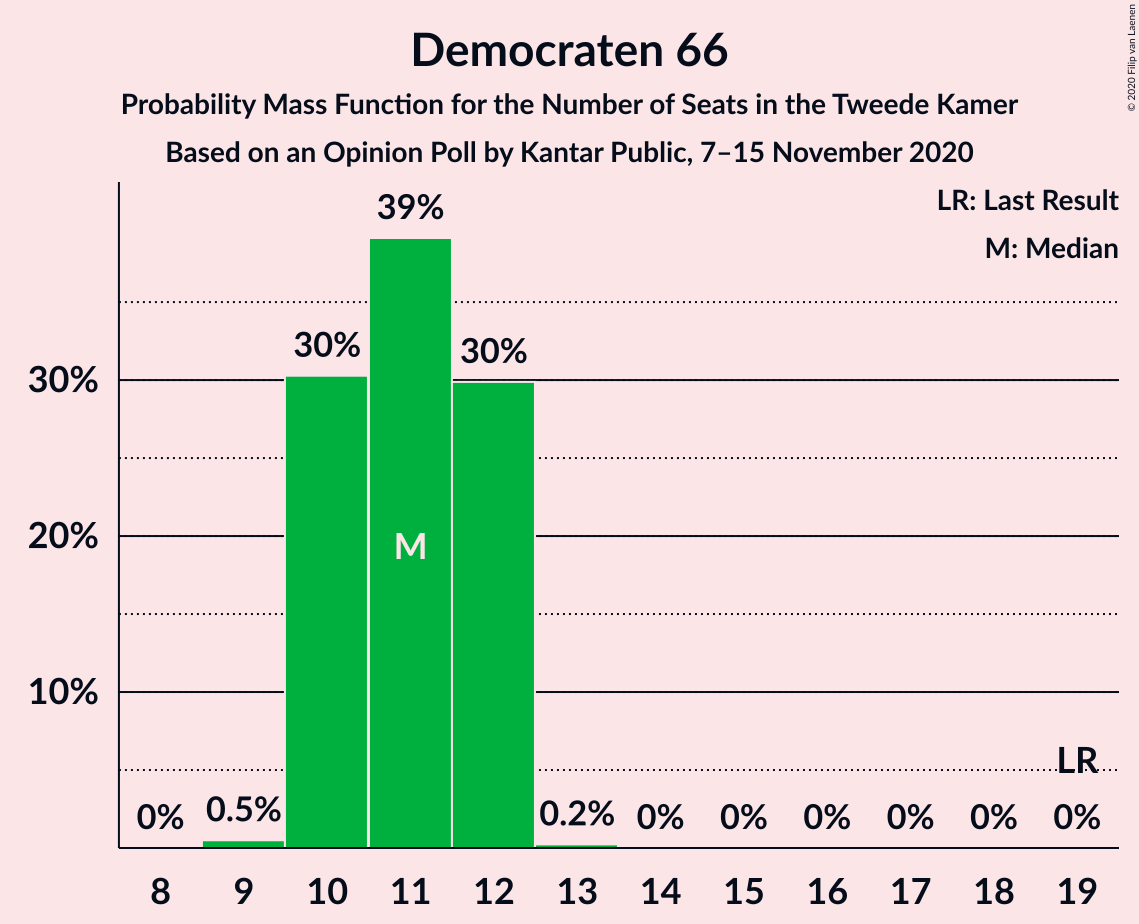 Democraten 66
Probability Mass Function for the Number of Seats in the Tweede Kamer
Based on an Opinion Poll by Kantar Public, 7–15 November 2020
© 2020 Filip van Laenen
LR: Last Result
M: Median
39%
30%
30%
30%
M
20%
10%
LR
0%
0.5%
0.2%
0%
0%
0%
0%
0%
0%
8 9 10 11 12 13 14 15 16 17 18 19